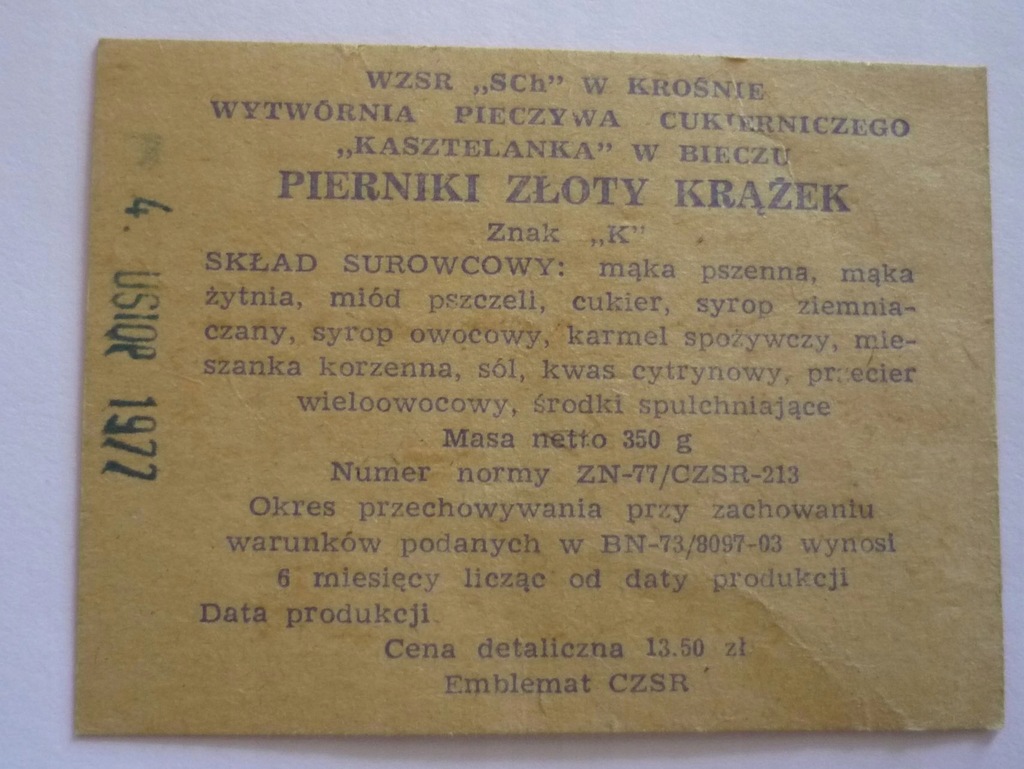 WZSR „SCh” W KROŚNIE
WYTWÓRNIA PIECZYWA CUKIERNICZEGO
„KASZTELANKA” W BIECZU
PIERNIKI ZŁOTY KRĄŻEK
Znak „K”
SKŁAD SUROWCOWY: mąka pszenna, mąka
żytnia, miód pszczeli, cukier, syrop ziemnia-
czany, syrop owocowy, karmel spożywczy, mie-
szanka korzenna, sól, kwas cytrynowy, przecier
wieloowocowy, środki spulchniające
Masa netto 350 g
Numer normy ZN-77/CZSR-213
Okres przechowywania przy zachowaniu
warunków podanych w BN-73/8097-03 wynosi
6 miesięcy licząc od daty produkcji
Data produkcji
Cena detaliczna 13.50 zł
Emblemat CZSR
4. 1977